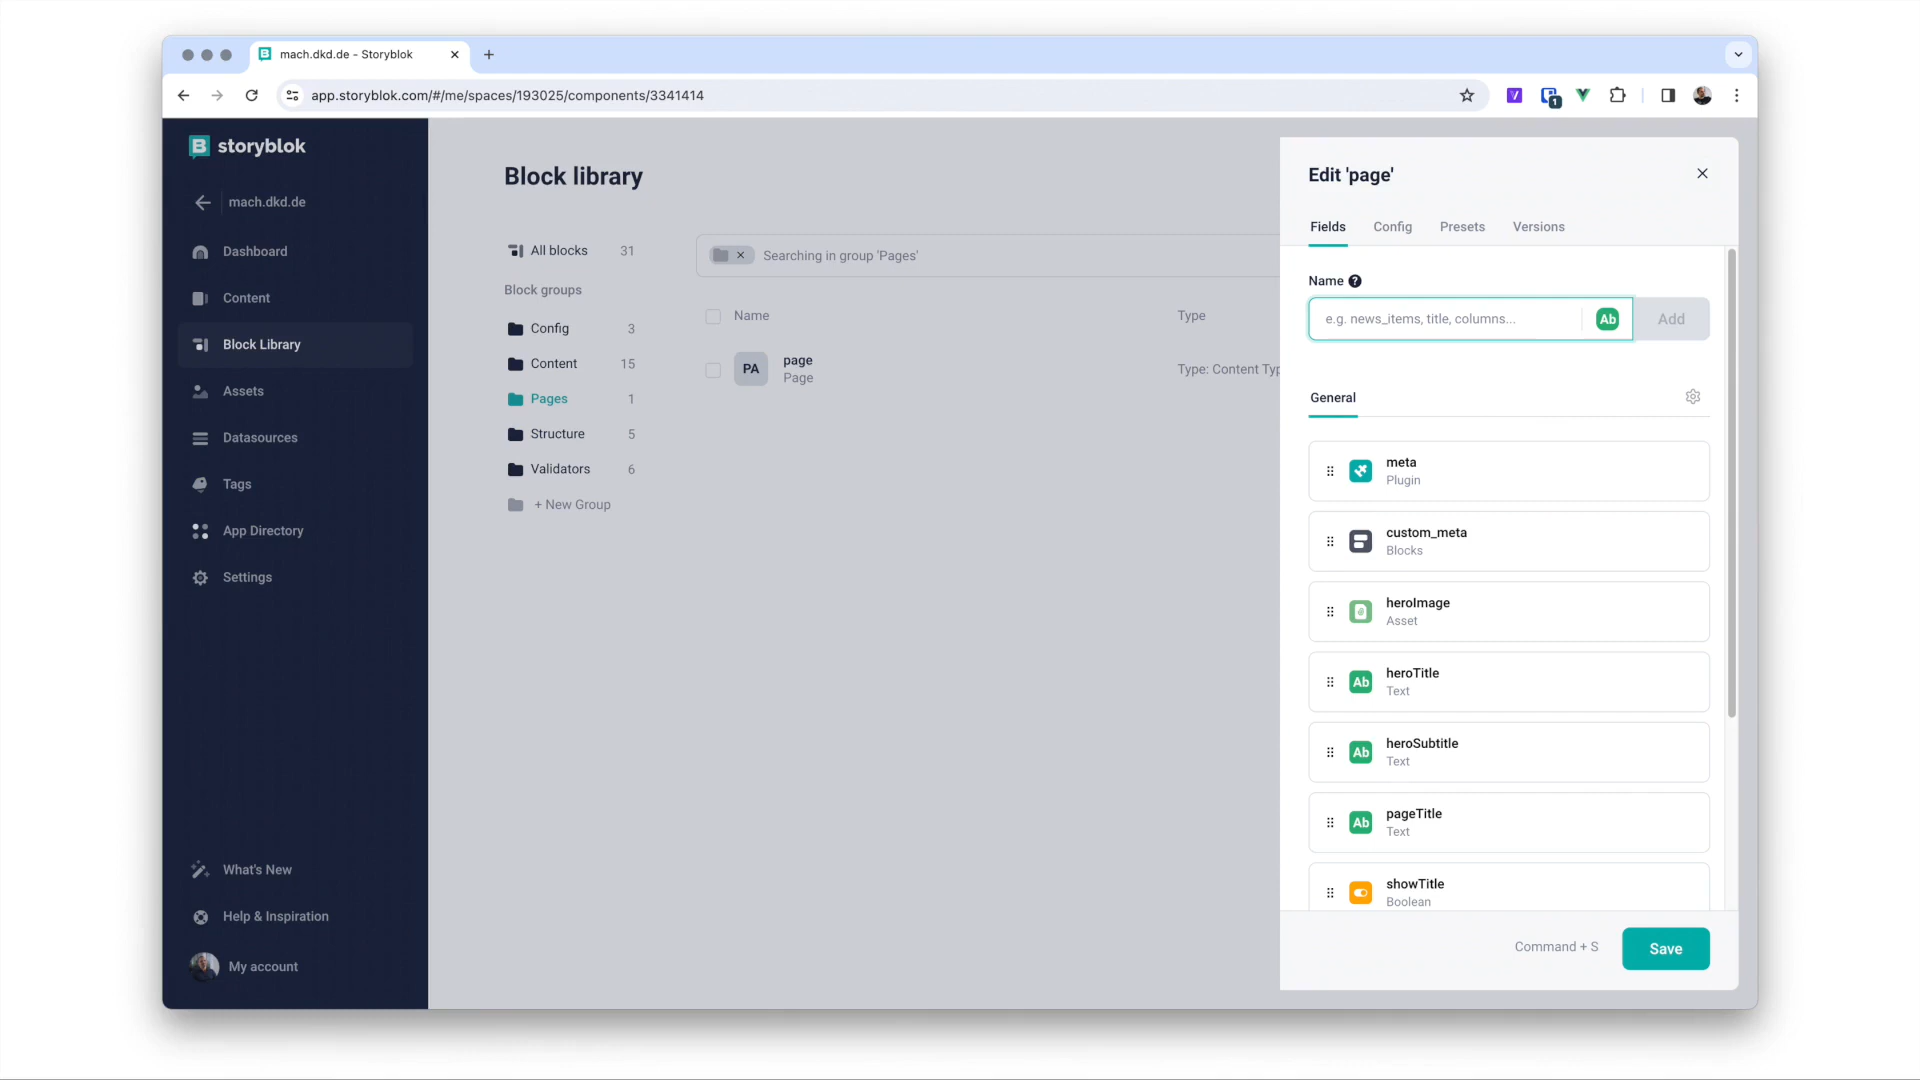 mach.dkd.de - Storyblok
app.storyblok.com/#/me/spaces/193025/components/3341414
1
B storyblok
mach.dkd.de
Dashboard
Content
Block Library
Assets
Datasources
Tags
App Directory
Settings
What's New
Help & Inspiration
My account
Block library
All blocks 31
Block groups
Config 3
Content 15
Pages 1
Structure 5
Validators 6
+ New Group
Searching in group 'Pages'
Name Type
PA page
Page
Type: Content Typ
Edit 'page'
Fields Config Presets Versions
Name ?
e.g. news_items, title, columns... Ab Add
General
meta
Plugin
custom_meta
Blocks
heroImage
Asset
Ab heroTitle
Text
Ab heroSubtitle
Text
Ab pageTitle
Text
showTitle
Boolean
Command + S Save